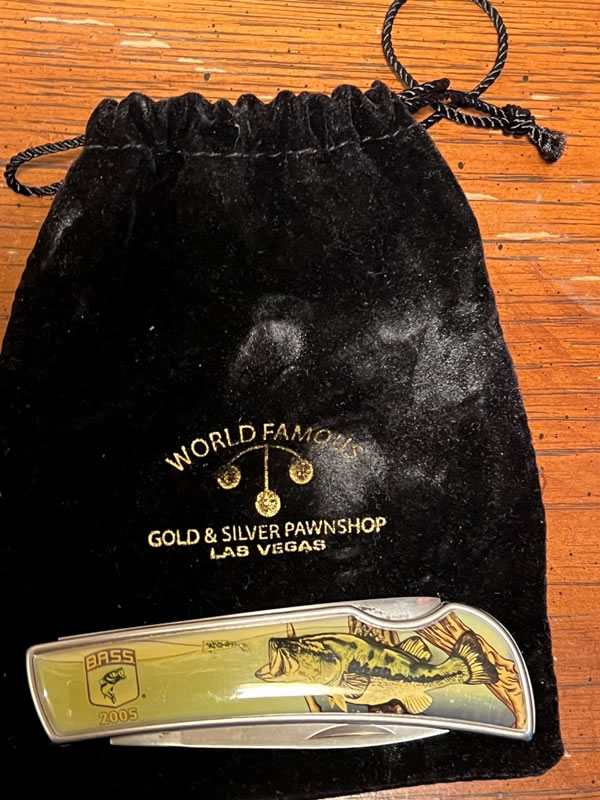 WORLD FAMOUS
GOLD & SILVER PAWNSHOP
LAS VEGAS
BASS
®
2005